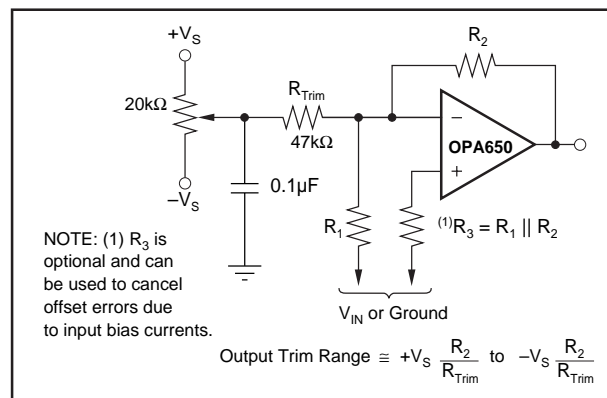 +VS
R2
RTrim
20kΩ
47kΩ
−
OPA650
+
0.1µF
−VS
R1
(1)R3 = R1 || R2
NOTE: (1) R3 is
optional and can
be used to cancel
offset errors due
to input bias currents.
VIN or Ground
Output Trim Range ≅ +VS R2/RTrim to −VS R2/RTrim